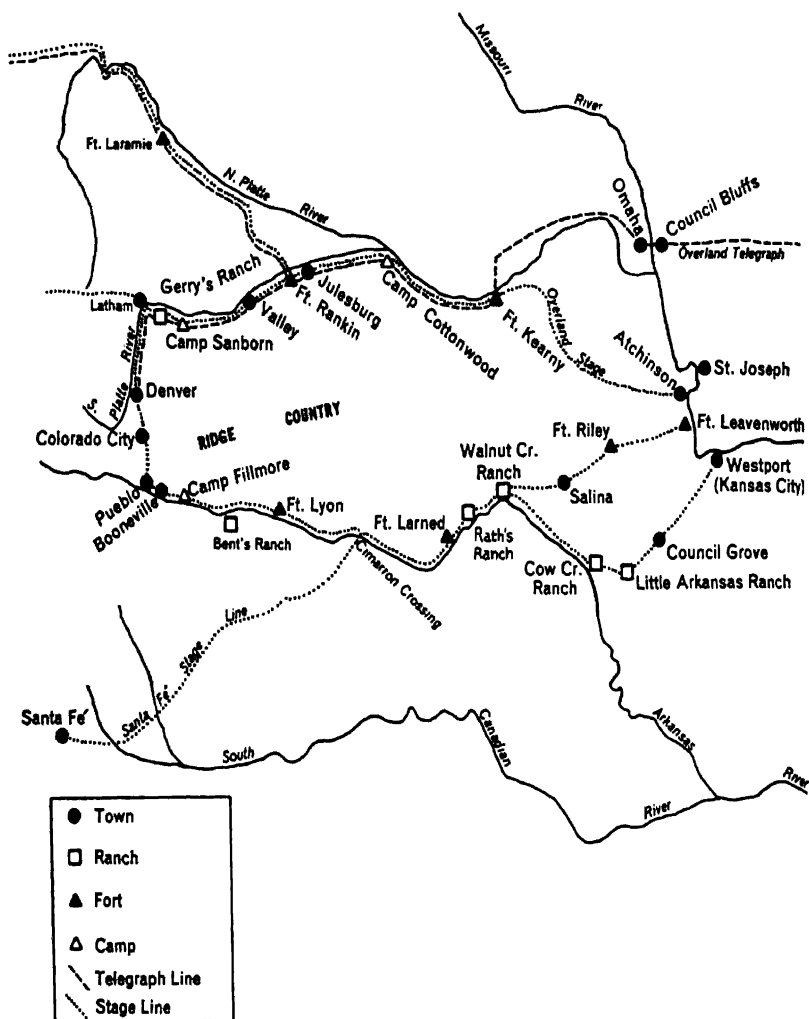 Missouri
River
Ft. Laramie
N. Platte
River
Omaha
Council Bluffs
Overland Telegraph
Gerry's Ranch
Latham
Julesburg
Ft. Rankin
Valley
Camp Sanborn
Camp Cottonwood
Ft. Kearny
Overland
Stage
Atchinson
St. Joseph
S.
Platte
River
Denver
Colorado City
RIDGE
COUNTRY
Ft. Riley
Ft. Leavenworth
Walnut Cr.
Ranch
Westport
(Kansas City)
Salina
Pueblo
Booneville
Camp Fillmore
Ft. Lyon
Bent's Ranch
Ft. Larned
Rath's
Ranch
Cimarron Crossing
Council Grove
Cow Cr.
Ranch
Little Arkansas Ranch
Santa Fé
Santa
Fé
Stage
Line
South
Canadian
River
Arkansas
River
Town
Ranch
Fort
Camp
Telegraph Line
Stage Line